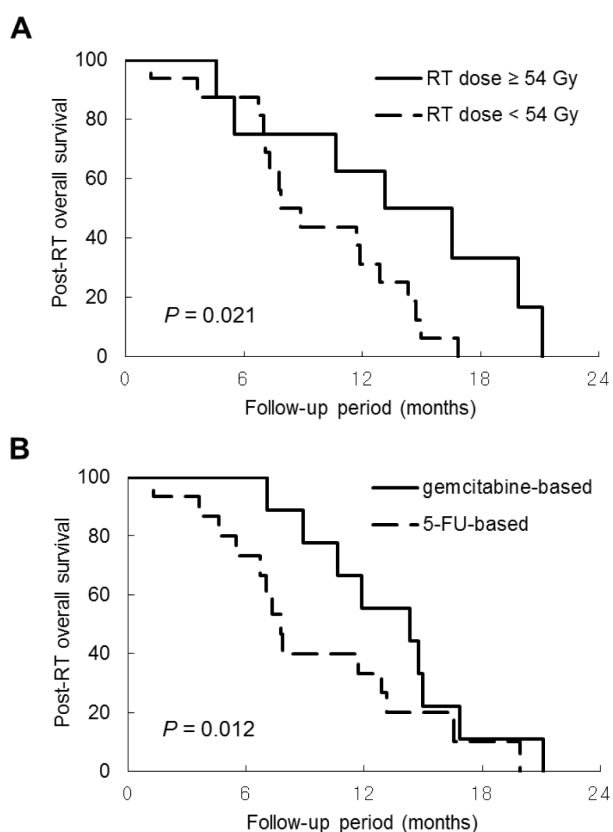 A
100
80
60
40
20
0
Post-RT overall survival
RT dose ≥ 54 Gy
RT dose < 54 Gy
P = 0.021
0 6 12 18 24
Follow-up period (months)
B
100
80
60
40
20
0
Post-RT overall survival
gemcitabine-based
5-FU-based
P = 0.012
0 6 12 18 24
Follow-up period (months)